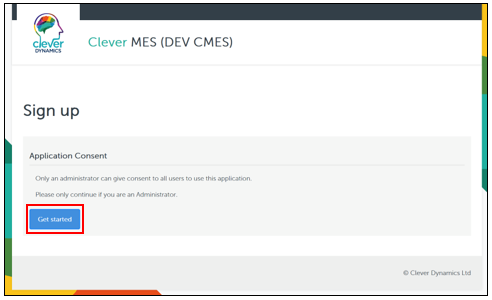 clever
DYNAMICS
Clever MES (DEV CMES)
Sign up
Application Consent
Only an administrator can give consent to all users to use this application.
Please only continue if you are an Administrator.
Get started
© Clever Dynamics Ltd